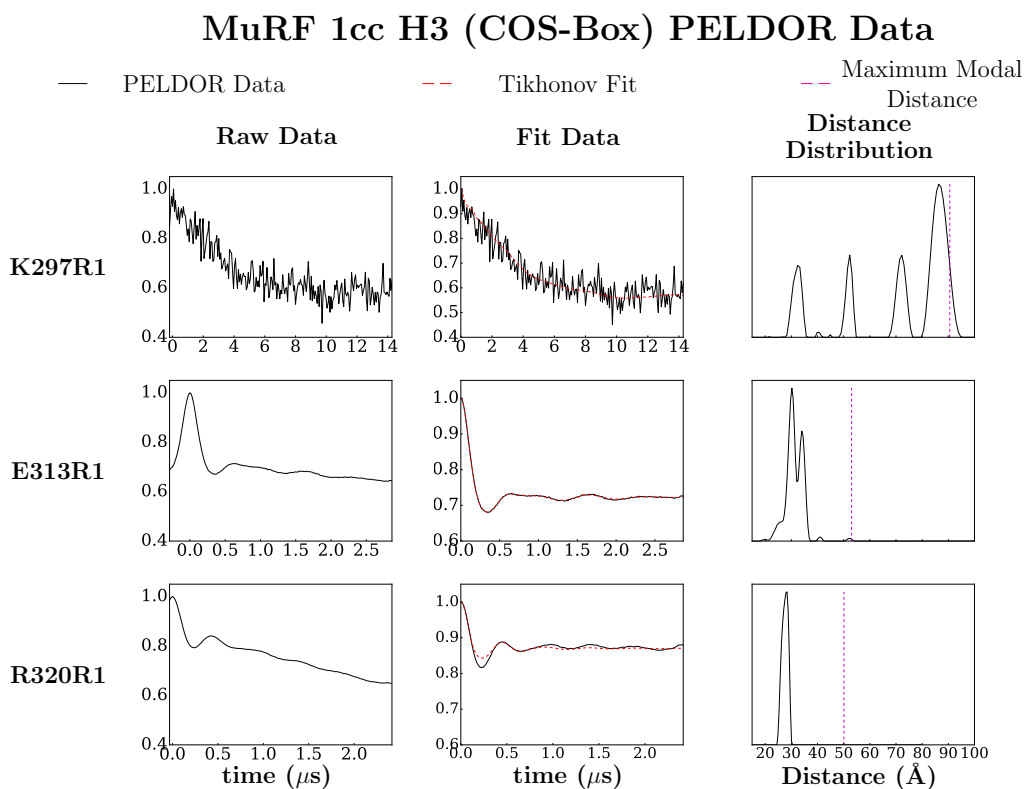 MuRF 1cc H3 (COS-Box) PELDOR Data
PELDOR Data
Tikhonov Fit
Maximum Modal
Distance
Raw Data
Fit Data
Distance
Distribution
K297R1
1.0
0.8
0.6
0.4
0 2 4 6 8 10 12 14
1.0
0.9
0.8
0.7
0.6
0.5
0.4
0 2 4 6 8 10 12 14
E313R1
1.0
0.8
0.6
0.4
0.0 0.5 1.0 1.5 2.0 2.5
1.0
0.9
0.8
0.7
0.6
0.0 0.5 1.0 1.5 2.0 2.5
R320R1
1.0
0.8
0.6
0.4
0.0 0.5 1.0 1.5 2.0
1.0
0.9
0.8
0.7
0.6
0.0 0.5 1.0 1.5 2.0
20 30 40 50 60 70 80 90 100
time (μs)
time (μs)
Distance (Å)